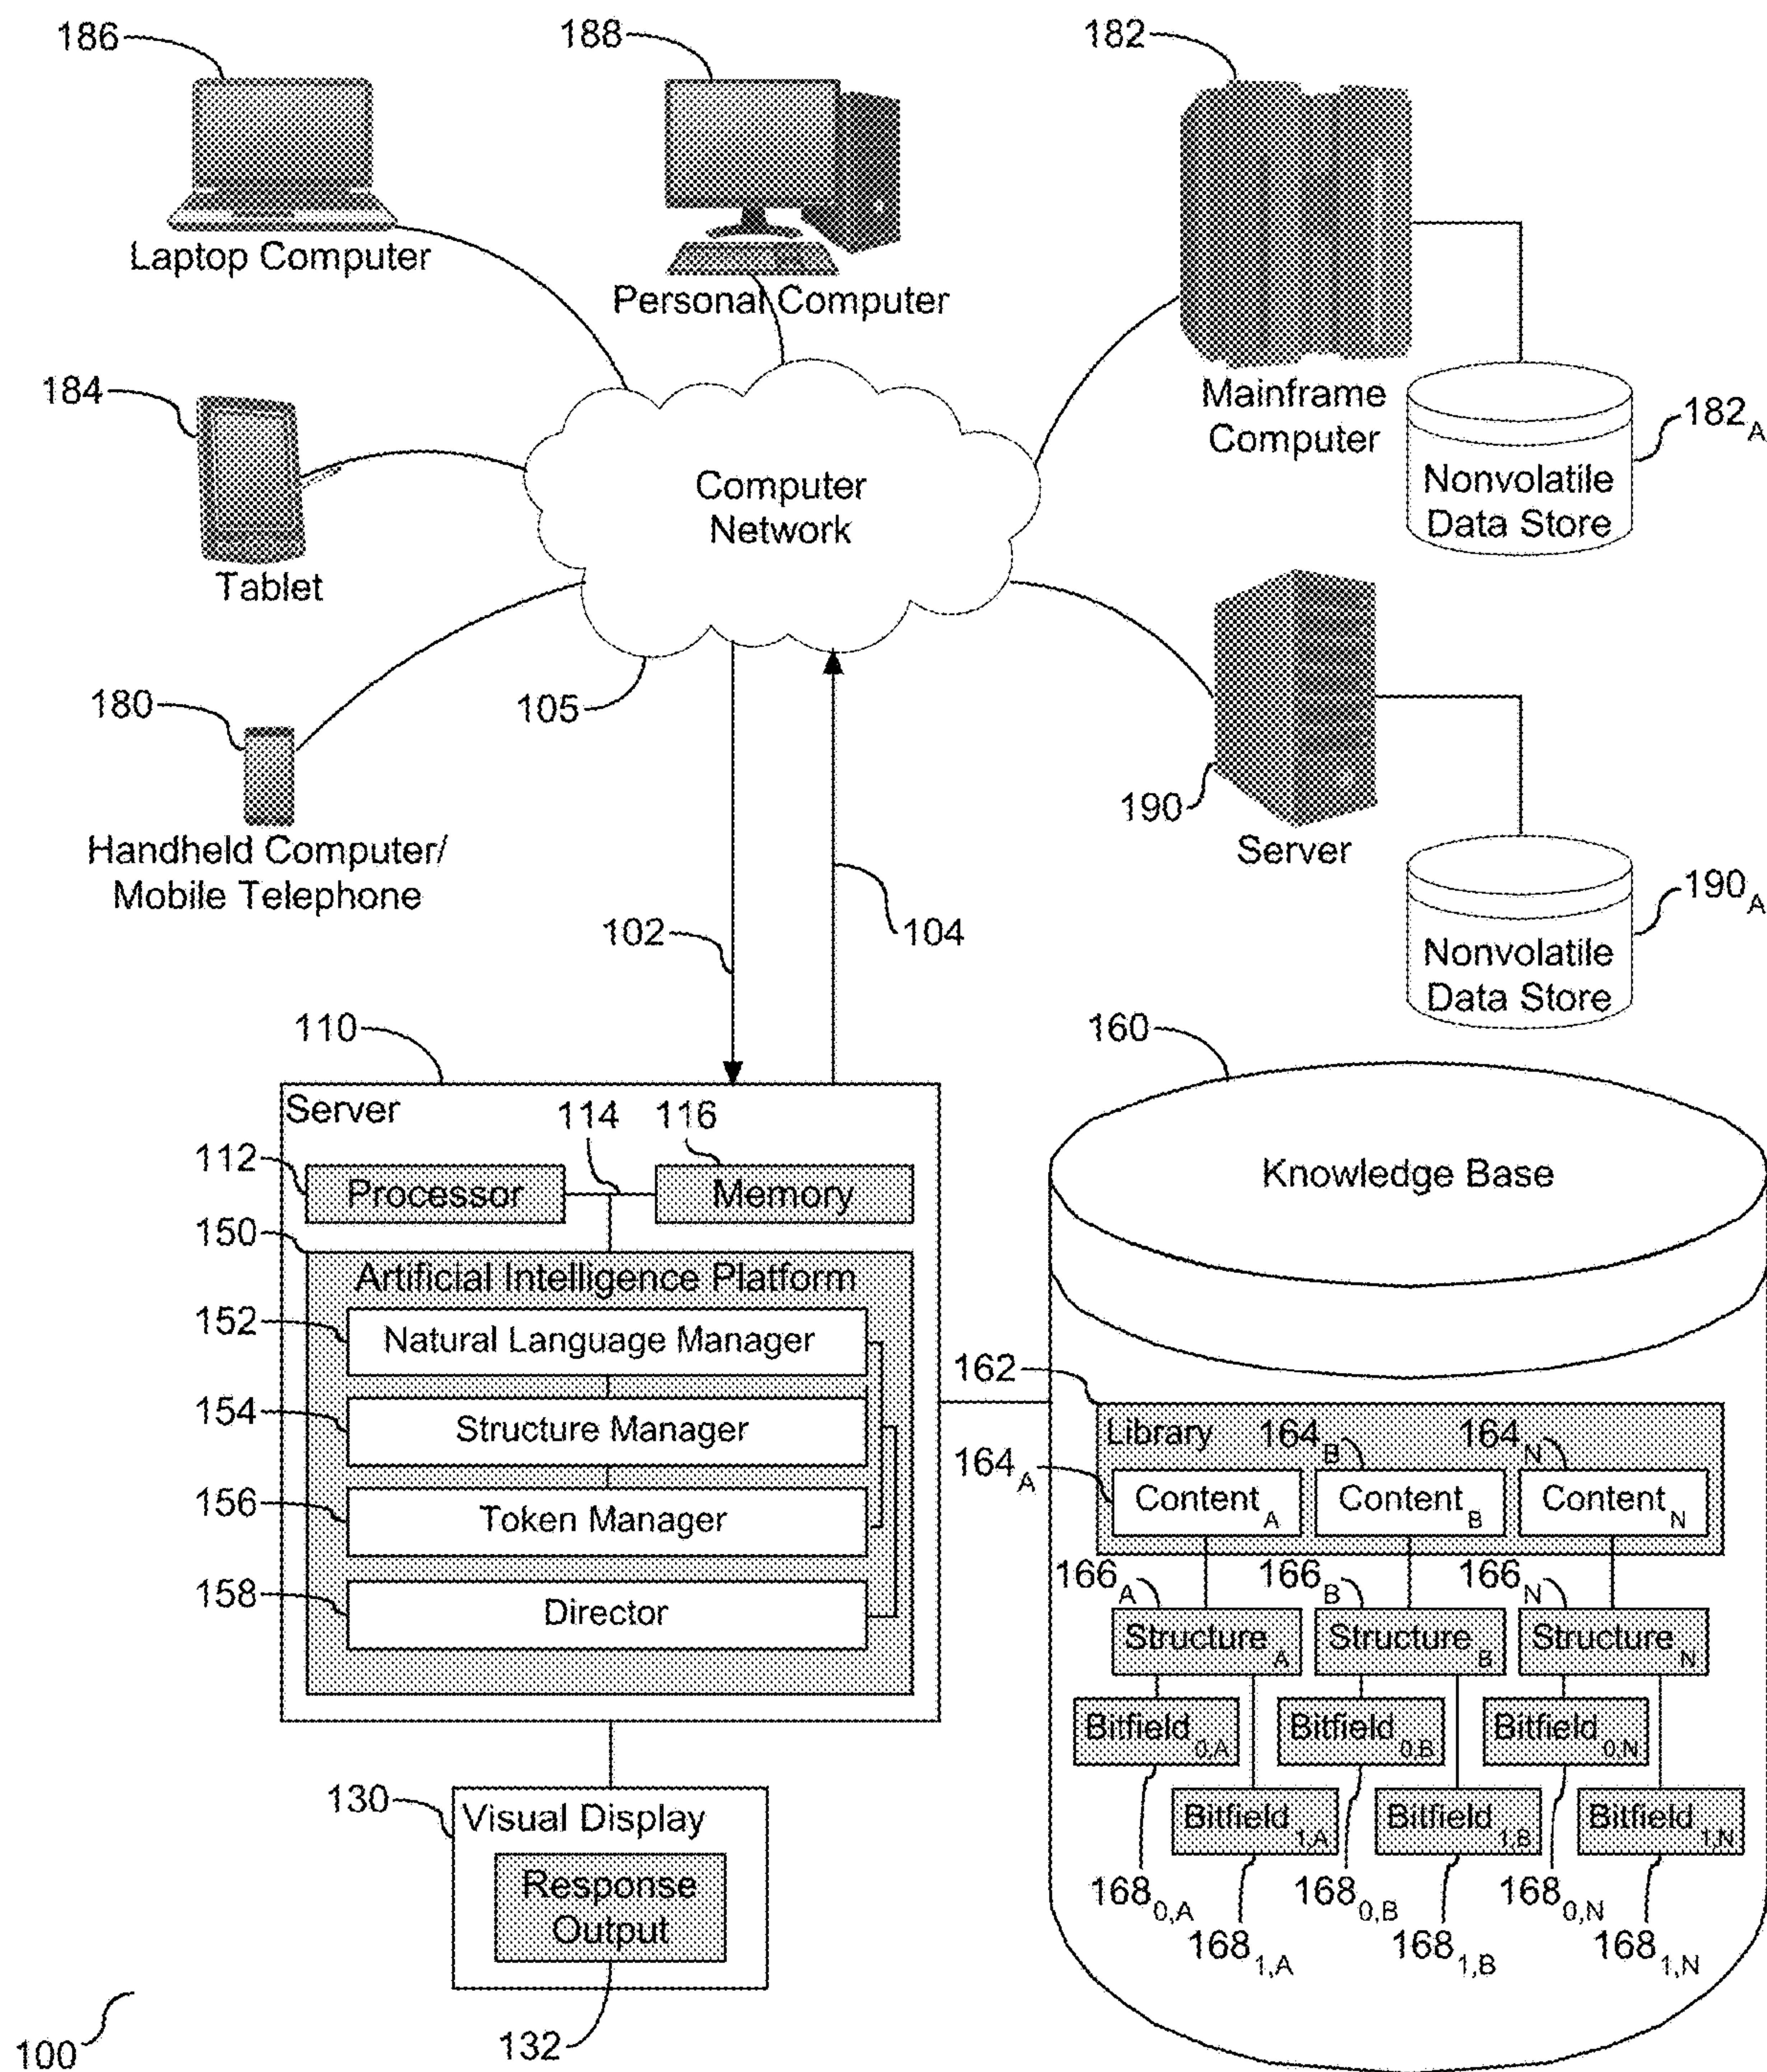 186
188
182
Laptop Computer
Personal Computer
184
Mainframe
Computer
182A
Nonvolatile
Data Store
Computer
Network
Tablet
180
105
190
Server
Handheld Computer/
Mobile Telephone
190A
Nonvolatile
Data Store
102
104
110
160
Server
114
116
112
Processor
Memory
Knowledge Base
150
Artificial Intelligence Platform
152
Natural Language Manager
154
Structure Manager
156
Token Manager
158
Director
162
Library
164B
164N
164A
ContentA
ContentB
ContentN
166A
166B
166N
StructureA
StructureB
StructureN
Bitfield0,A
Bitfield0,B
Bitfield0,N
Bitfield1,A
Bitfield1,B
Bitfield1,N
1680,A
1680,B
1680,N
1681,A
1681,B
1681,N
130
Visual Display
Response
Output
132
100